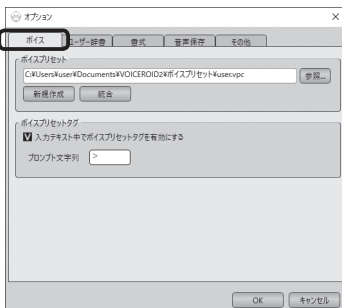 オプション
ボイス ユーザー辞書 書式 音声保存 その他
ボイスプリセット
C:¥Users¥user¥Documents¥VOICEROID2¥ボイスプリセット¥user.vpc 参照...
新規作成 統合
ボイスプリセットタグ
入力テキスト中でボイスプリセットタグを有効にする
プロンプト文字列 >
OK キャンセル